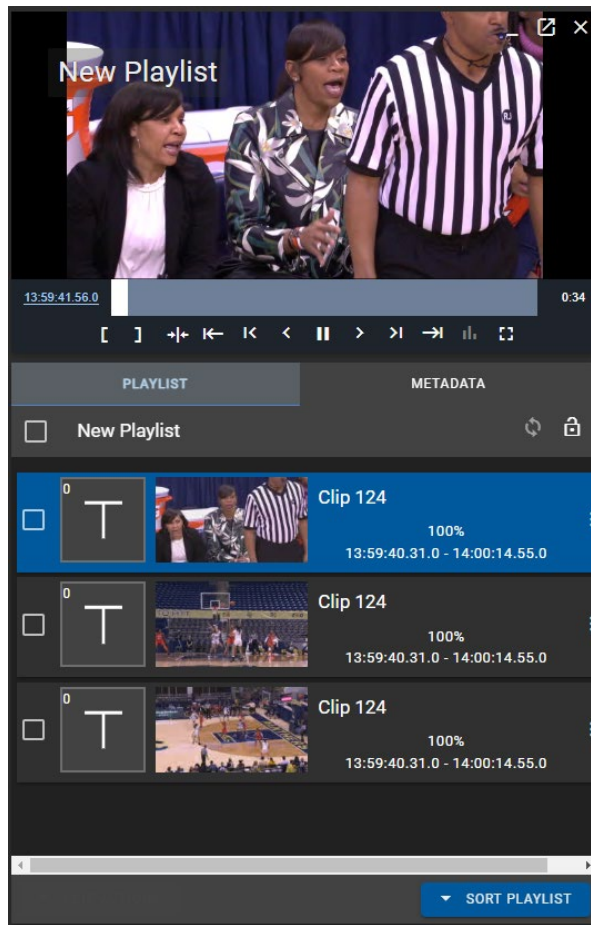 New Playlist
RJ
13:59:41.56.0
0:34
PLAYLIST
METADATA
New Playlist
0
T
Clip 124
100%
13:59:40.31.0 - 14:00:14.55.0
0
T
Clip 124
100%
13:59:40.31.0 - 14:00:14.55.0
0
T
Clip 124
100%
13:59:40.31.0 - 14:00:14.55.0
SORT PLAYLIST